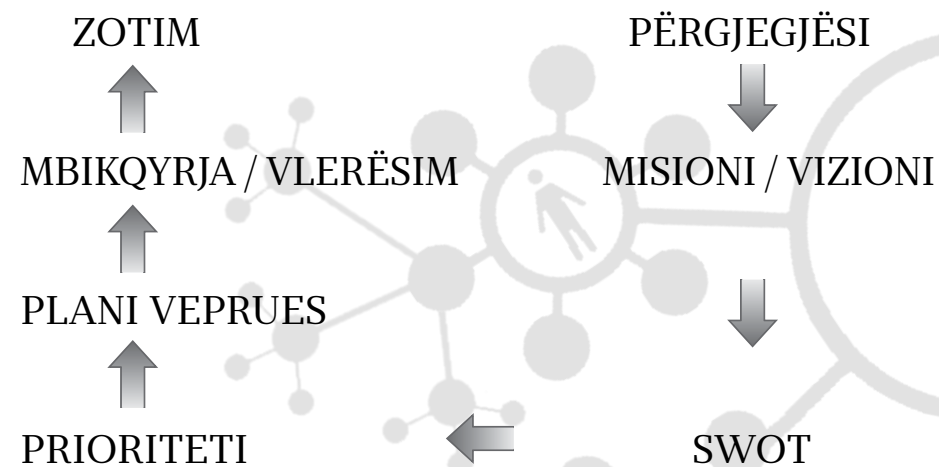 ZOTIM
PËRGJEGJËSI
MBIKQYRJA / VLERËSIM
MISIONI / VIZIONI
PLANI VEPRUES
PRIORITETI
SWOT